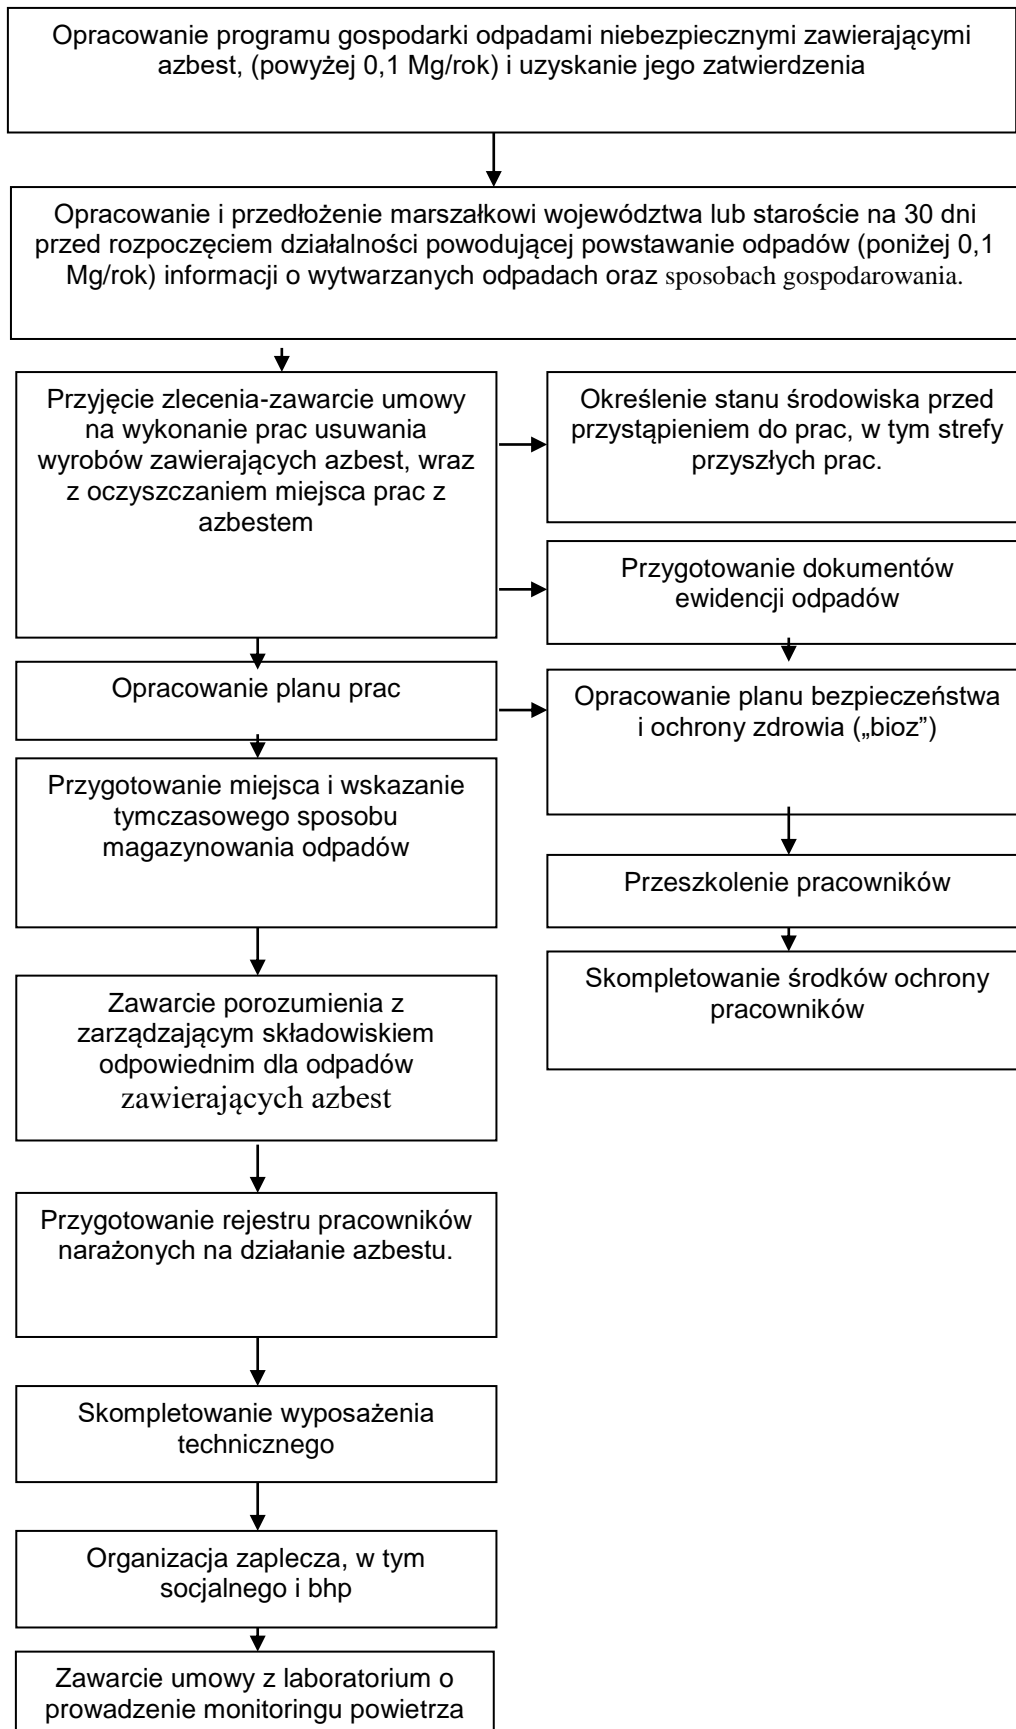 Opracowanie programu gospodarki odpadami niebezpiecznymi zawierającymi
azbest, (powyżej 0,1 Mg/rok) i uzyskanie jego zatwierdzenia
Opracowanie i przedłożenie marszałkowi województwa lub staroście na 30 dni
przed rozpoczęciem działalności powodującej powstawanie odpadów (poniżej 0,1
Mg/rok) informacji o wytwarzanych odpadach oraz sposobach gospodarowania.
Przyjęcie zlecenia-zawarcie umowy
na wykonanie prac usuwania
wyrobów zawierających azbest, wraz
z oczyszczaniem miejsca prac z
azbestem
Określenie stanu środowiska przed
przystąpieniem do prac, w tym strefy
przyszłych prac.
Przygotowanie dokumentów
ewidencji odpadów
Opracowanie planu prac
Opracowanie planu bezpieczeństwa
i ochrony zdrowia („bioz”)
Przygotowanie miejsca i wskazanie
tymczasowego sposobu
magazynowania odpadów
Przeszkolenie pracowników
Skompletowanie środków ochrony
pracowników
Zawarcie porozumienia z
zarządzającym składowiskiem
odpowiednim dla odpadów
zawierających azbest
Przygotowanie rejestru pracowników
narażonych na działanie azbestu.
Skompletowanie wyposażenia
technicznego
Organizacja zaplecza, w tym
socjalnego i bhp
Zawarcie umowy z laboratorium o
prowadzenie monitoringu powietrza